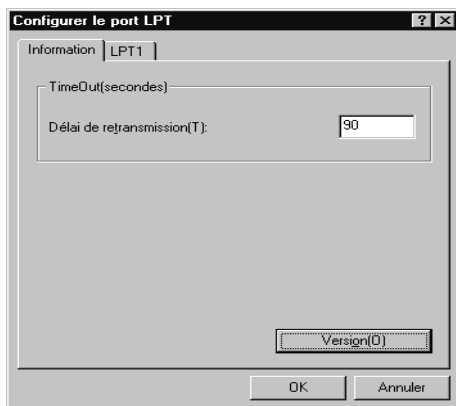 Configurer le port LPT
Information LPT1
TimeOut(secondes)
Délai de retransmission(T): 90
Version(O)
OK Annuler